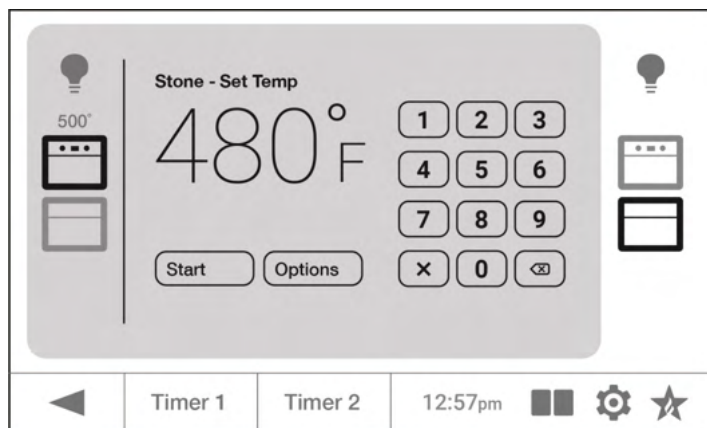 Stone - Set Temp
500°
480°F
1 2 3
4 5 6
7 8 9
× 0 ⌫
Start Options
Timer 1 Timer 2 12:57pm